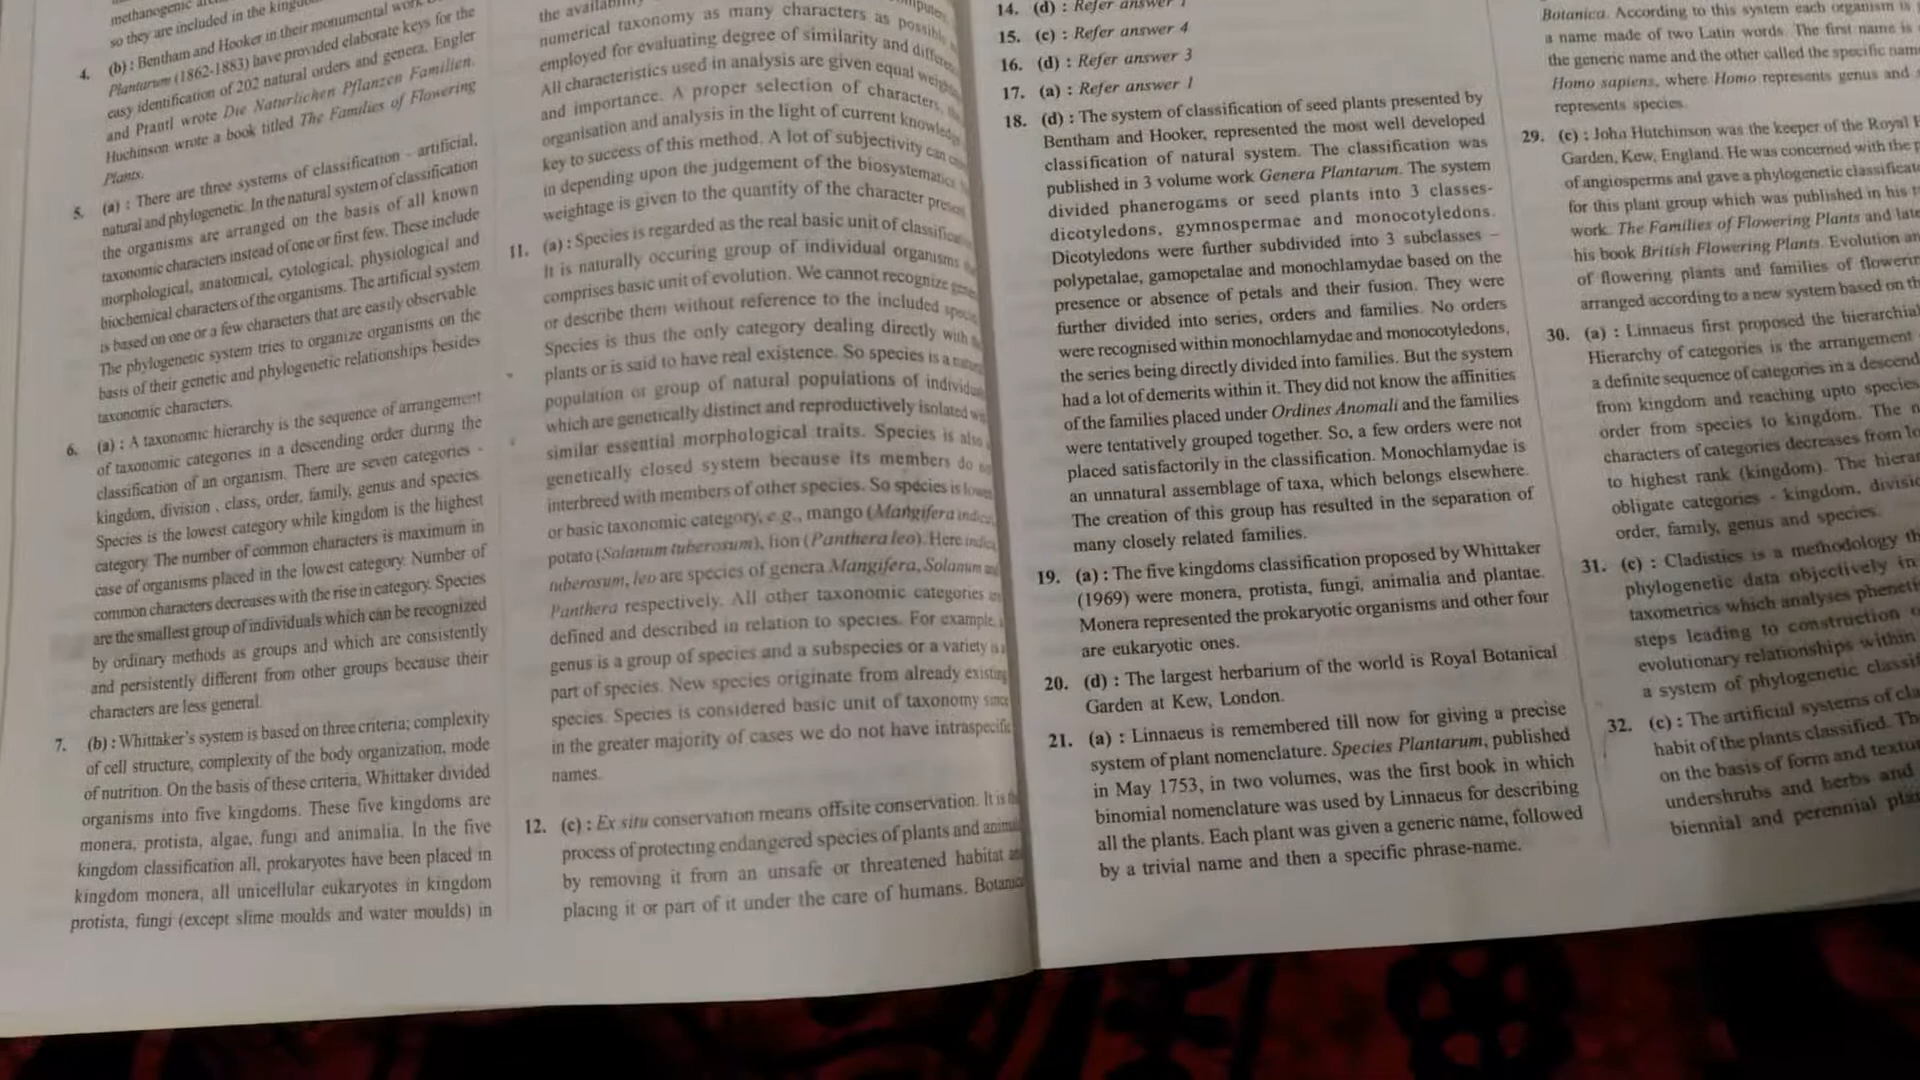 methanogenic
so they are included in the
4. (b) : Bentham and Hooker in their monumental work
Plantarum (1862-1883) have provided elaborate keys for the
easy identification of 202 natural orders and genera. Engler
and Prantl wrote Die Naturlichen Pflanzen Familien.
Huchinson wrote a book titled The Families of Flowering
Plants.
5. (a) : There are three systems of classification - artificial,
natural and phylogenetic. In the natural system of classification
the organisms are arranged on the basis of all known
taxonomic characters instead of one or first few. These include
morphological, anatomical, cytological, physiological and
biochemical characters of the organisms. The artificial system
is based on one or a few characters that are easily observable.
The phylogenetic system tries to organize organisms on the
basis of their genetic and phylogenetic relationships besides
taxonomic characters.
6. (a) : A taxonomic hierarchy is the sequence of arrangement
of taxonomic categories in a descending order during the
classification of an organism. There are seven categories -
kingdom, division , class, order, family, genus and species.
Species is the lowest category while kingdom is the highest
category. The number of common characters is maximum in
case of organisms placed in the lowest category. Number of
common characters decreases with the rise in category. Species
are the smallest group of individuals which can be recognized
by ordinary methods as groups and which are consistently
and persistently different from other groups because their
characters are less general.
7. (b) : Whittaker's system is based on three criteria; complexity
of cell structure, complexity of the body organization, mode
of nutrition. On the basis of these criteria, Whittaker divided
organisms into five kingdoms. These five kingdoms are
monera, protista, algae, fungi and animalia. In the five
kingdom classification all, prokaryotes have been placed in
kingdom monera, all unicellular eukaryotes in kingdom
protista, fungi (except slime moulds and water moulds) in
the
numerical taxonomy as many characters as possible
employed for evaluating degree of similarity and
All characteristics used in analysis are given equal
and importance. A proper selection of characters,
organisation and analysis in the light of current
key to success of this method. A lot of subjectivity can
in depending upon the judgement of the biosystematics
weightage is given to the quantity of the character
11. (a) : Species is regarded as the real basic unit of
It is naturally occuring group of individual organisms
comprises basic unit of evolution. We cannot recognize
or describe them without reference to the included
Species is thus the only category dealing directly with
plants or is said to have real existence. So species is a
population or group of natural populations of
which are genetically distinct and reproductively isolated
similar essential morphological traits. Species is also
genetically closed system because its members do
interbreed with members of other species. So species is
or basic taxonomic category, e.g., mango (Mangifera
potato (Solanum tuberosum), lion (Panthera leo). Here
tuberosum, leo are species of genera Mangifera, Solanum
Panthera respectively. All other taxonomic categories
defined and described in relation to species. For example,
genus is a group of species and a subspecies or a variety is
part of species. New species originate from already existing
species. Species is considered basic unit of taxonomy since
in the greater majority of cases we do not have intraspecific
names.
12. (c) : Ex situ conservation means offsite conservation. It is
process of protecting endangered species of plants and
by removing it from an unsafe or threatened habitat
placing it or part of it under the care of humans.
14. (d) : Refer answer 1
15. (c) : Refer answer 4
16. (d) : Refer answer 3
17. (a) : Refer answer 1
18. (d) : The system of classification of seed plants presented by
Bentham and Hooker, represented the most well developed
classification of natural system. The classification was
published in 3 volume work Genera Plantarum. The system
divided phanerogams or seed plants into 3 classes-
dicotyledons, gymnospermae and monocotyledons.
Dicotyledons were further subdivided into 3 subclasses –
polypetalae, gamopetalae and monochlamydae based on the
presence or absence of petals and their fusion. They were
further divided into series, orders and families. No orders
were recognised within monochlamydae and monocotyledons,
the series being directly divided into families. But the system
had a lot of demerits within it. They did not know the affinities
of the families placed under Ordines Anomali and the families
were tentatively grouped together. So, a few orders were not
placed satisfactorily in the classification. Monochlamydae is
an unnatural assemblage of taxa, which belongs elsewhere.
The creation of this group has resulted in the separation of
many closely related families.
19. (a) : The five kingdoms classification proposed by Whittaker
(1969) were monera, protista, fungi, animalia and plantae.
Monera represented the prokaryotic organisms and other four
are eukaryotic ones.
20. (d) : The largest herbarium of the world is Royal Botanical
Garden at Kew, London.
21. (a) : Linnaeus is remembered till now for giving a precise
system of plant nomenclature. Species Plantarum, published
in May 1753, in two volumes, was the first book in which
binomial nomenclature was used by Linnaeus for describing
all the plants. Each plant was given a generic name, followed
by a trivial name and then a specific phrase-name.
Botanica. According to this system each organism is
a name made of two Latin words. The first name is
the generic name and the other called the specific name
Homo sapiens, where Homo represents genus and
represents species.
29. (c) : John Hutchinson was the keeper of the Royal
Garden, Kew, England. He was concerned with the
of angiosperms and gave a phylogenetic
for this plant group which was published in his
work. The Families of Flowering Plants and
his book British Flowering Plants. Evolution
of flowering plants and families of
arranged according to a new system based on
30. (a) : Linnaeus first proposed the
Hierarchy of categories is the arrangement
a definite sequence of categories in a
from kingdom and reaching upto species
order from species to kingdom. The
characters of categories decreases from
to highest rank (kingdom). The
obligate categories - kingdom,
order, family, genus and species.
31. (c) : Cladistics is a methodology
phylogenetic data objectively in
taxometrics which analyses
steps leading to construction
evolutionary relationships within
a system of phylogenetic
32. (c) : The artificial systems of
habit of the plants classified.
on the basis of form and
undershrubs and herbs and
biennial and perennial